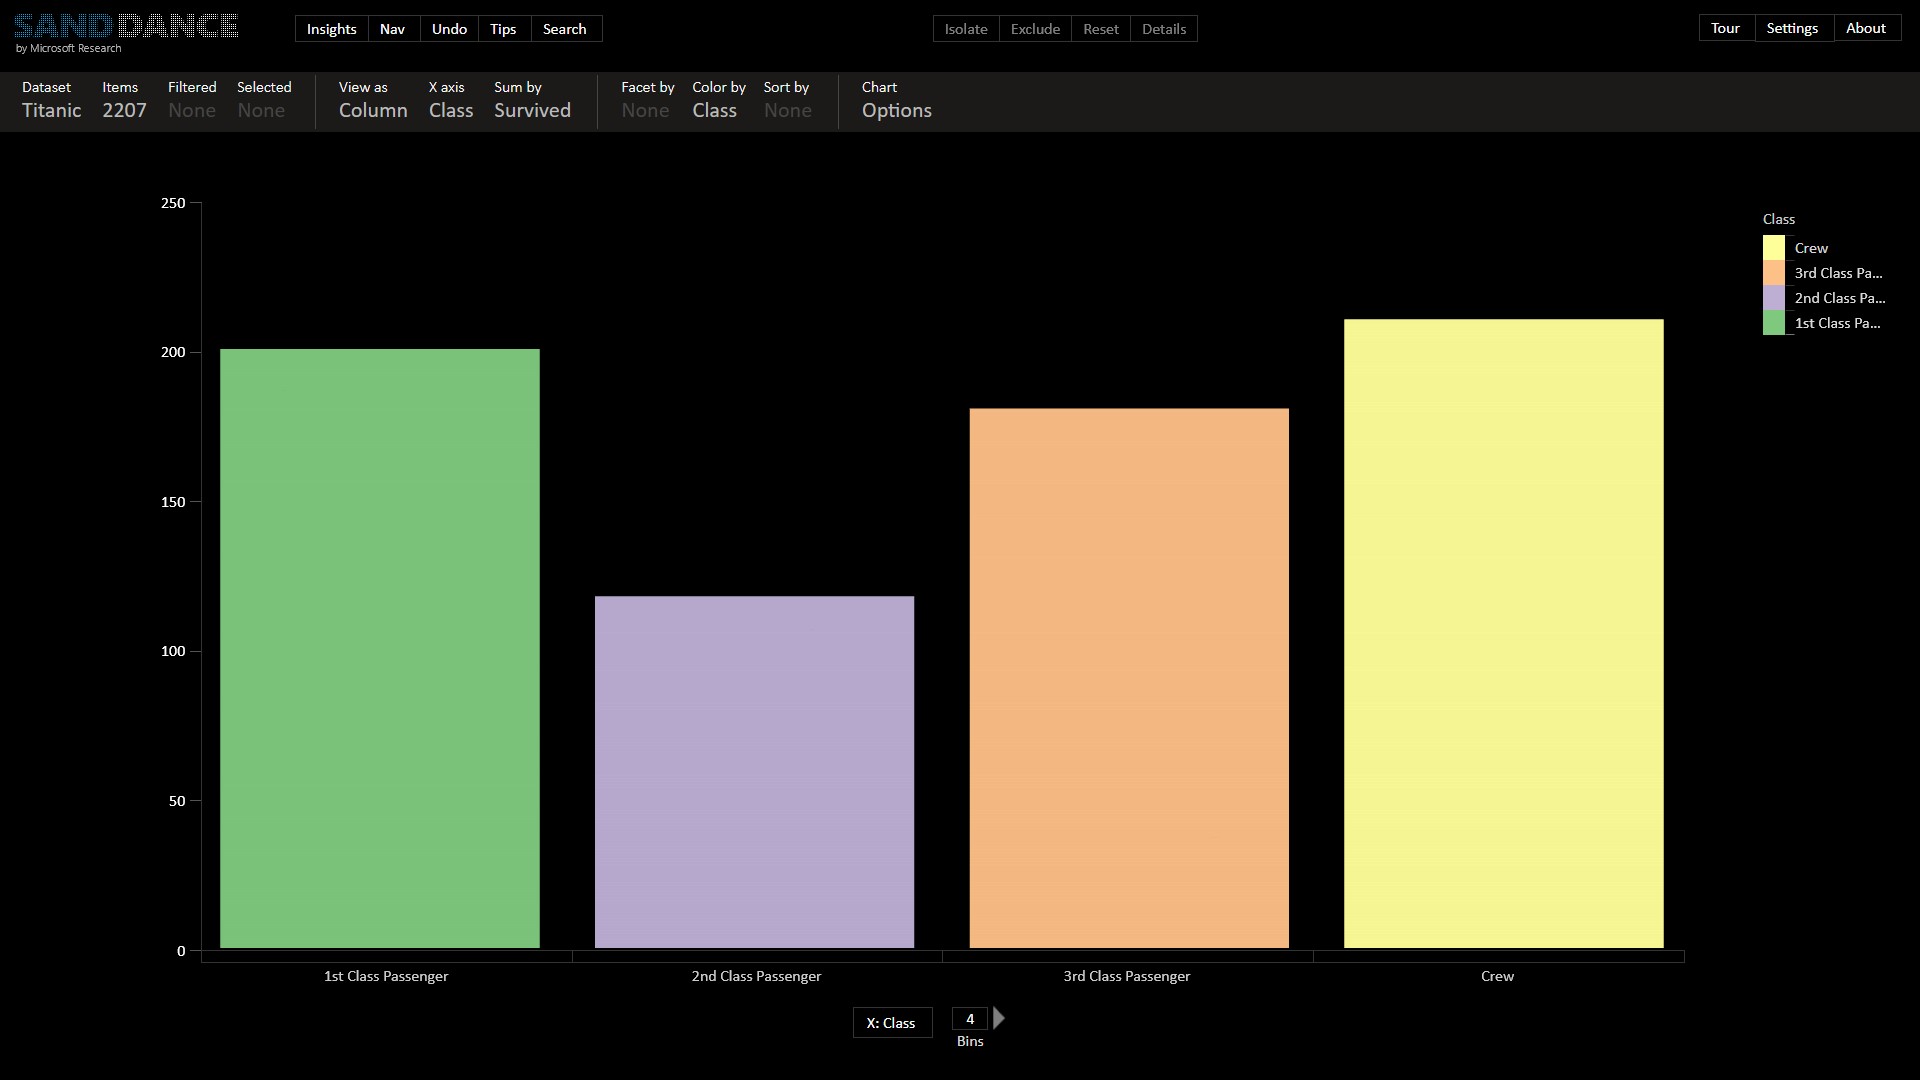 SANDDANCE
by Microsoft Research
Insights Nav Undo Tips Search
Isolate Exclude Reset Details
Tour Settings About
Dataset Items Filtered Selected View as X axis Sum by Facet by Color by Sort by Chart
Titanic 2207 None None Column Class Survived None Class None Options
250
200
150
100
50
0
Class
Crew
3rd Class Pa...
2nd Class Pa...
1st Class Pa...
1st Class Passenger 2nd Class Passenger 3rd Class Passenger Crew
X: Class 4
Bins